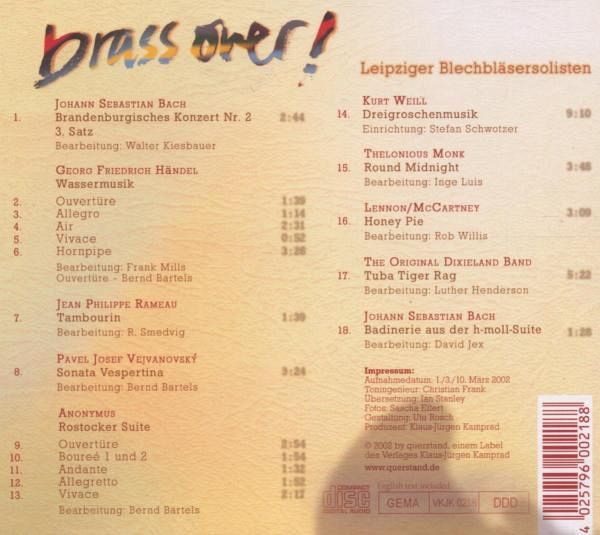 brass over!
Leipziger Blechbläsersolisten
Johann Sebastian Bach
1. Brandenburgisches Konzert Nr. 2 2:44
3. Satz
Bearbeitung: Walter Kiesbauer
Georg Friedrich Händel
Wassermusik
2. Ouvertüre 1:39
3. Allegro 1:14
4. Air 2:31
5. Vivace 0:52
6. Hornpipe 3:26
Bearbeitung: Frank Mills
Ouvertüre - Bernd Bartels
Jean Philippe Rameau
7. Tambourin 1:39
Bearbeitung: R. Smedvig
Pavel Josef Vejvanovský
8. Sonata Vespertina 3:24
Bearbeitung: Bernd Bartels
Anonymus
Rostocker Suite
9. Ouvertüre 2:54
10. Boureé 1 und 2 1:54
11. Andante 1:32
12. Allegretto 1:52
13. Vivace 2:17
Bearbeitung: Bernd Bartels
Kurt Weill
14. Dreigroschenmusik 9:10
Einrichtung: Stefan Schwotzer
Thelonious Monk
15. Round Midnight 3:48
Bearbeitung: Inge Luis
Lennon/McCartney
16. Honey Pie 3:09
Bearbeitung: Rob Willis
The Original Dixieland Band
17. Tuba Tiger Rag 5:22
Bearbeitung: Luther Henderson
Johann Sebastian Bach
18. Badinerie aus der h-moll-Suite 1:28
Bearbeitung: David Jex
Impressum:
Aufnahmedatum: 1./3./10. März 2002
Toningenieur: Christian Frank
Übersetzung: Ian Stanley
Fotos: Sascha Eilert
Gestaltung: Ute Rosch
Produzent: Klaus-Jürgen Kamprad
© 2002 by querstand, einem Label
des Verlages Klaus-Jürgen Kamprad
www.querstand.de
English text included
COMPACT
disc
DIGITAL AUDIO
GEMA
VKJK 0218
DDD
4 025796 002188